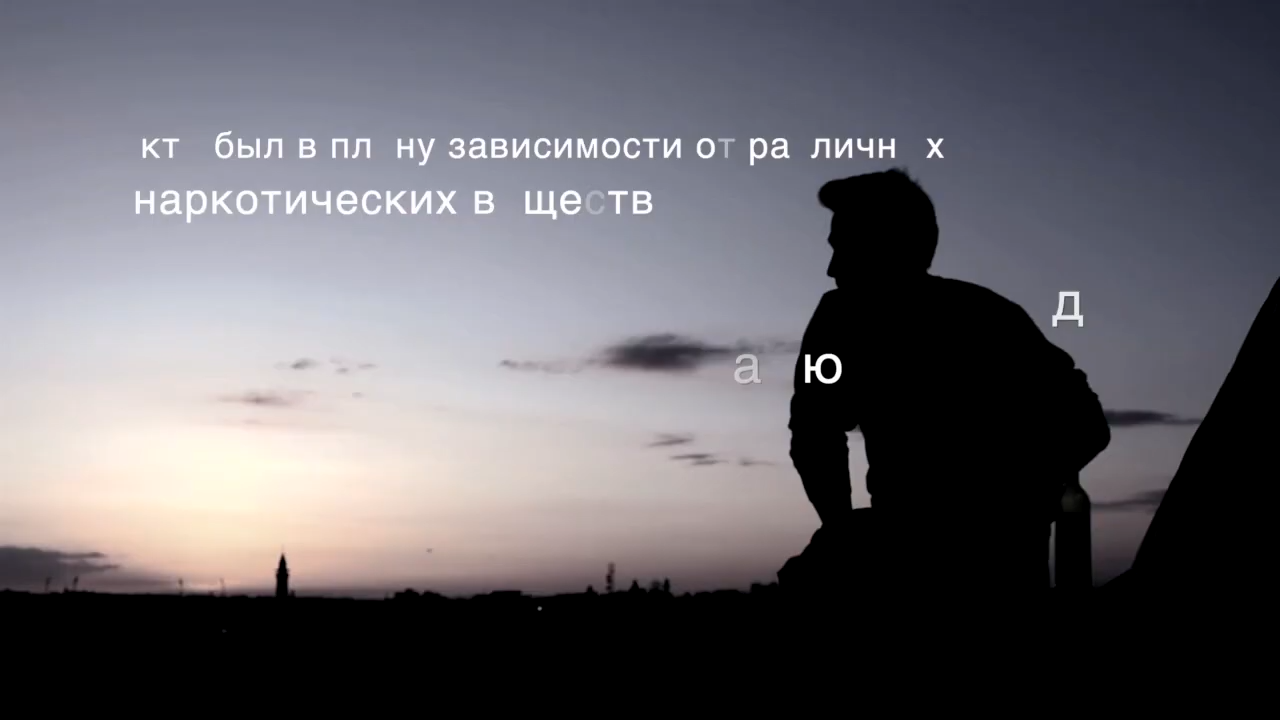 кт был в пл ну зависимости от ра личн х
наркотических в ществ
д
а ю